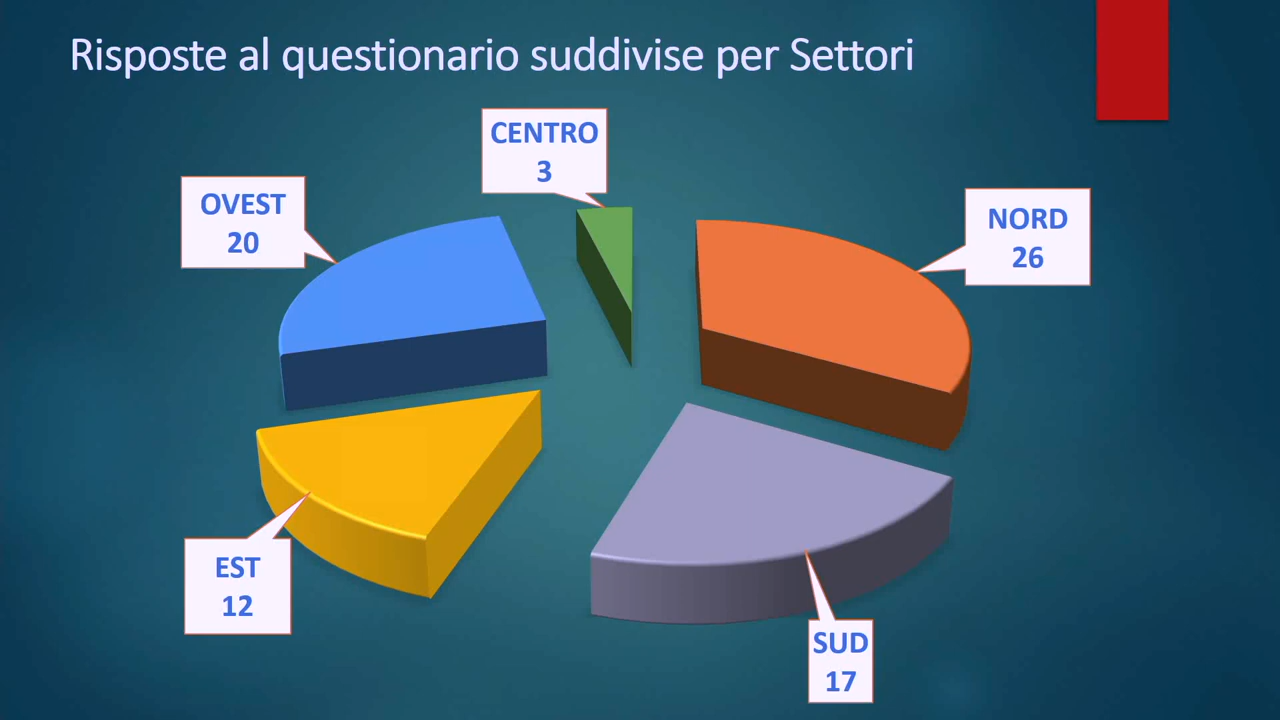 Risposte al questionario suddivise per Settori
CENTRO
3
OVEST
20
NORD
26
EST
12
SUD
17